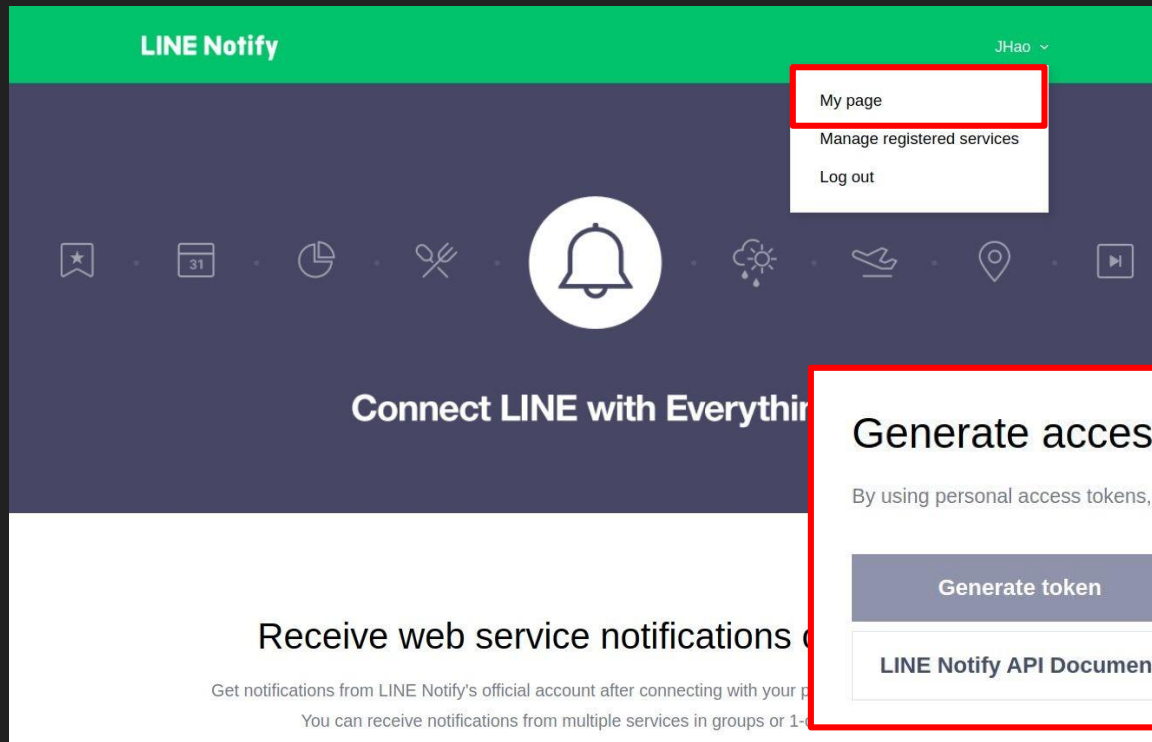 LINE Notify
JHao
My page
Manage registered services
Log out
31
Connect LINE with Everythin
Generate acces
By using personal access tokens,
Generate token
LINE Notify API Documen
Receive web service notifications
Get notifications from LINE Notify's official account after connecting with your p
You can receive notifications from multiple services in groups or 1-